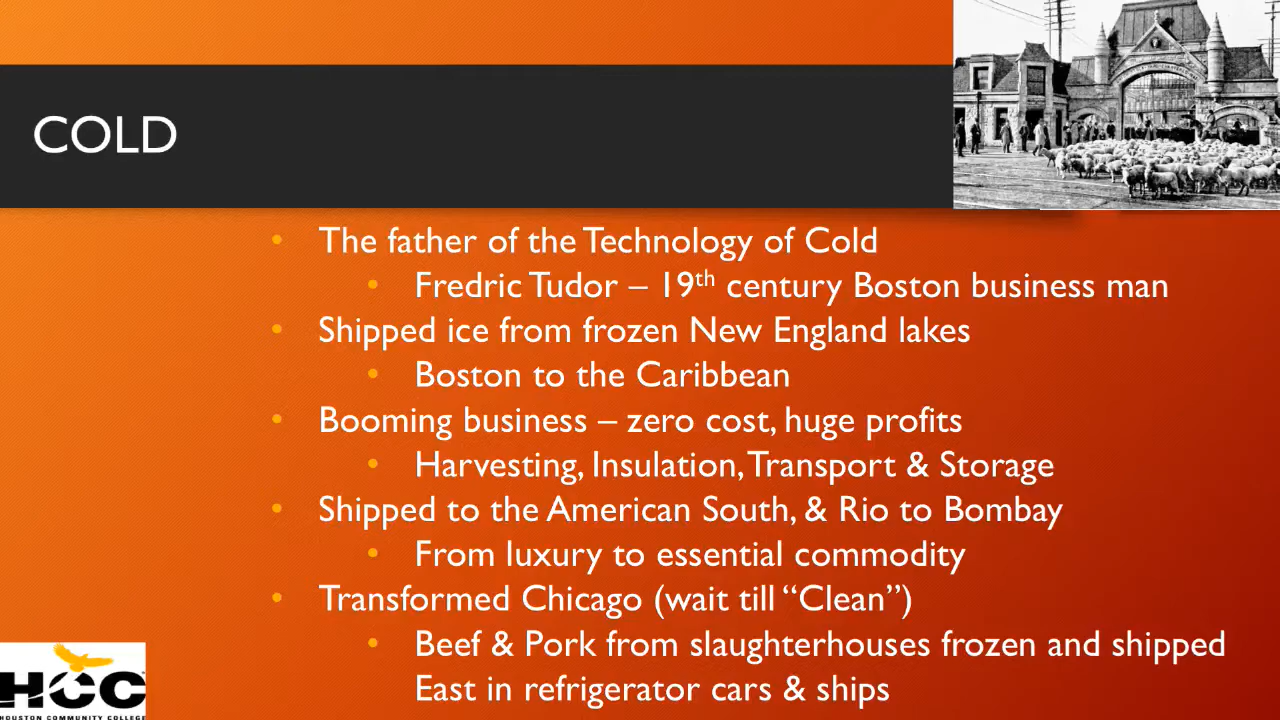 COLD
• The father of the Technology of Cold
• Fredric Tudor – 19th century Boston business man
• Shipped ice from frozen New England lakes
• Boston to the Caribbean
• Booming business – zero cost, huge profits
• Harvesting, Insulation, Transport & Storage
• Shipped to the American South, & Rio to Bombay
• From luxury to essential commodity
• Transformed Chicago (wait till “Clean”)
• Beef & Pork from slaughterhouses frozen and shipped
East in refrigerator cars & ships
HCC
HOUSTON COMMUNITY COLLEGE